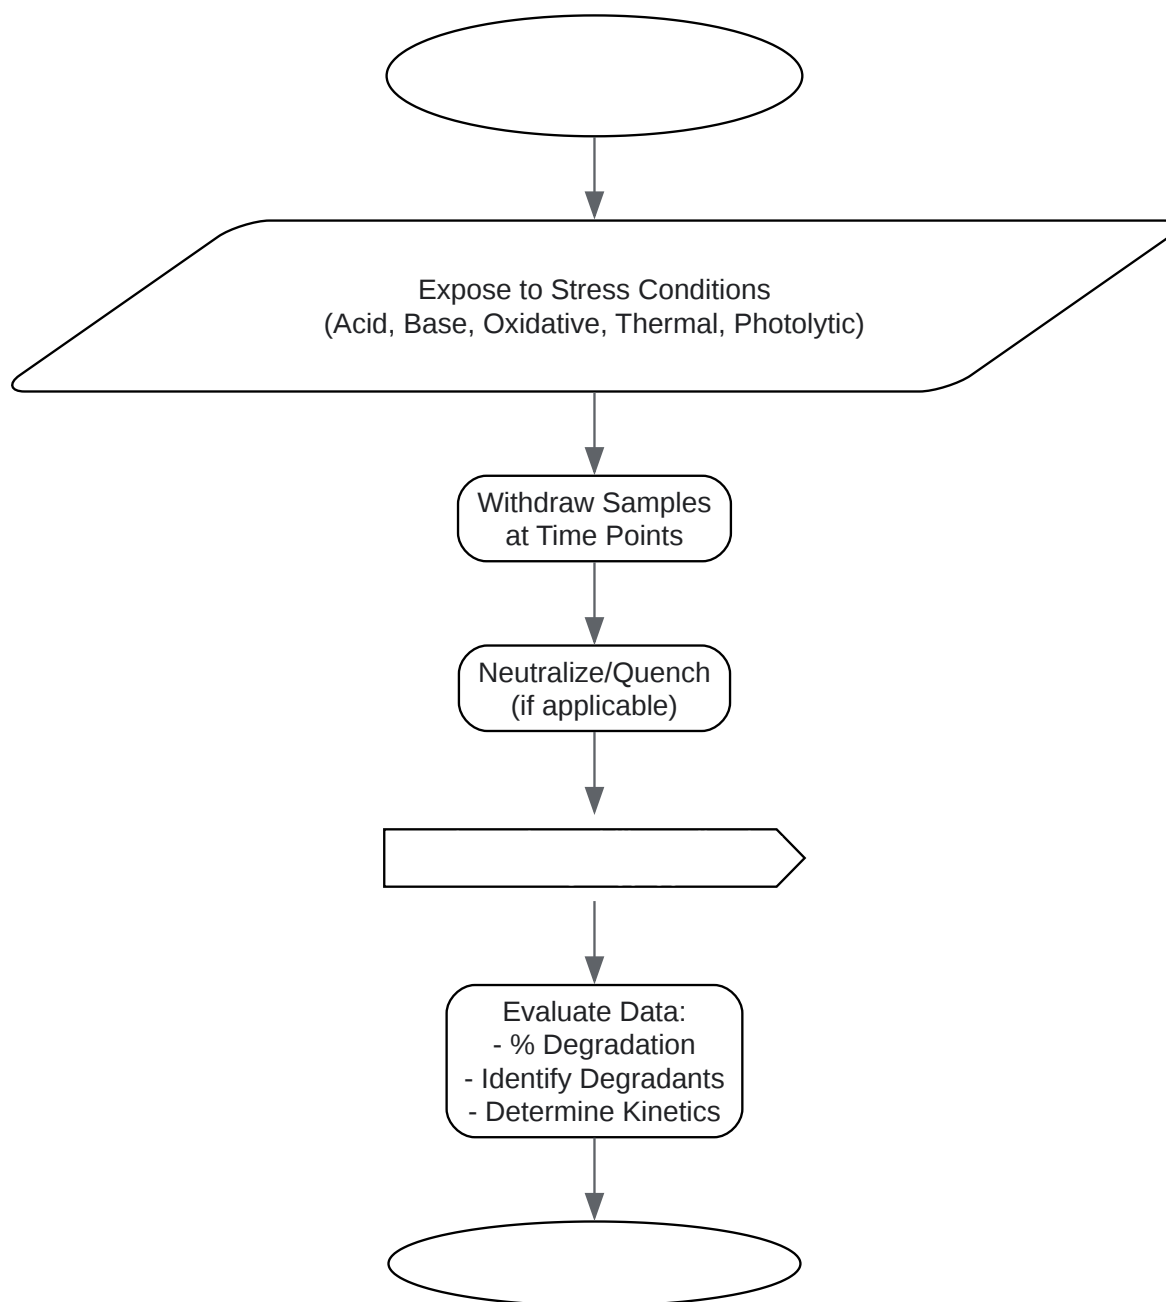 Expose to Stress Conditions
(Acid, Base, Oxidative, Thermal, Photolytic)
Withdraw Samples
at Time Points
Neutralize/Quench
(if applicable)
Evaluate Data:
- % Degradation
- Identify Degradants
- Determine Kinetics